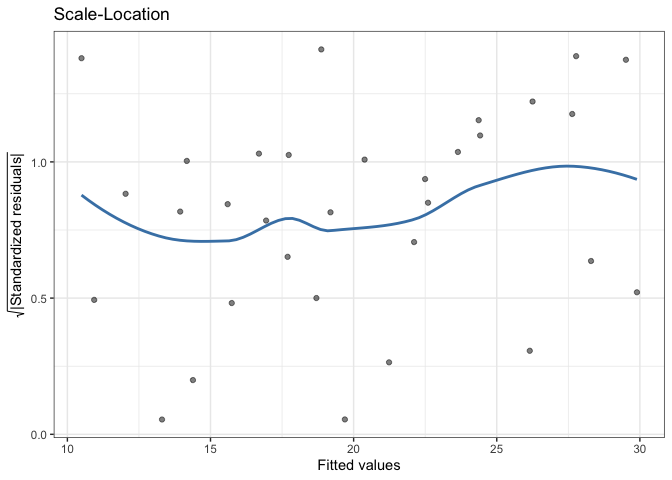 Scale-Location
√|Standardized residuals|
1.0
0.5
0.0
10 15 20 25 30
Fitted values